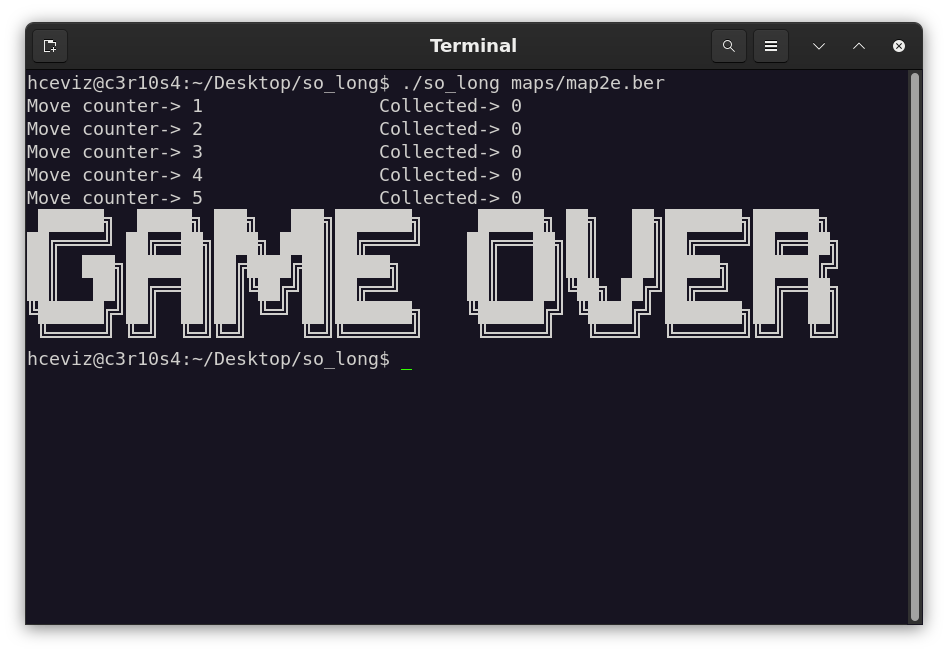 Terminal
hceviz@c3r10s4:~/Desktop/so_long$ ./so_long maps/map2e.ber
Move counter-> 1                Collected-> 0
Move counter-> 2                Collected-> 0
Move counter-> 3                Collected-> 0
Move counter-> 4                Collected-> 0
Move counter-> 5                Collected-> 0
GAME OVER
hceviz@c3r10s4:~/Desktop/so_long$ _